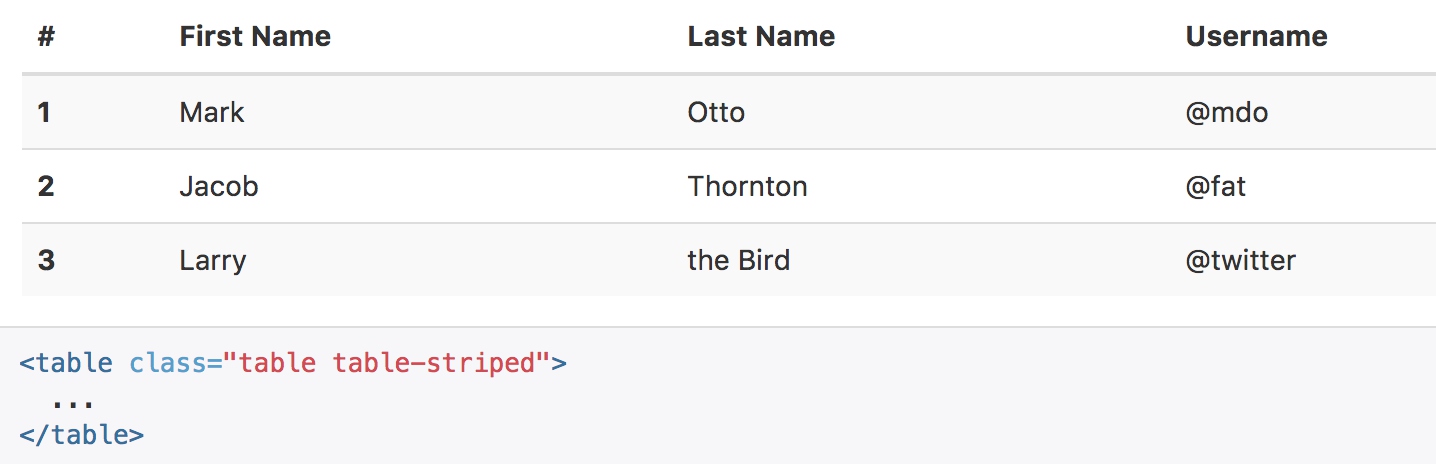 # First Name Last Name Username
1 Mark Otto @mdo
2 Jacob Thornton @fat
3 Larry the Bird @twitter
<table class="table table-striped">
  ...
</table>